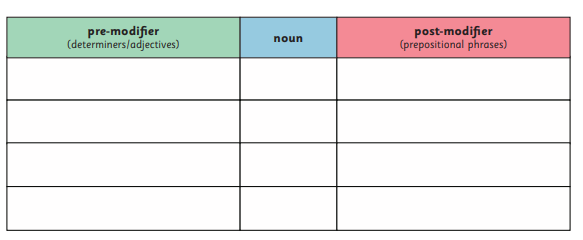 pre-modifier
(determiners/adjectives)
noun
post-modifier
(prepositional phrases)